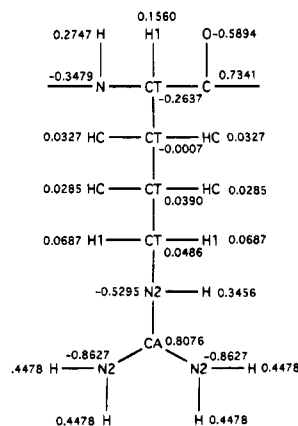 0.1560
0.2747 H H1 O -0.5894
-0.3479 0.7341
N CT C
-0.2637
0.0327 HC CT HC 0.0327
-0.0007
0.0285 HC CT HC 0.0285
0.0390
0.0687 H1 CT H1 0.0687
0.0486
-0.5295 N2 H 0.3456
CA 0.8076
-0.8627 -0.8627
.4478 H N2 N2 H 0.4478
0.4478 H H 0.4478